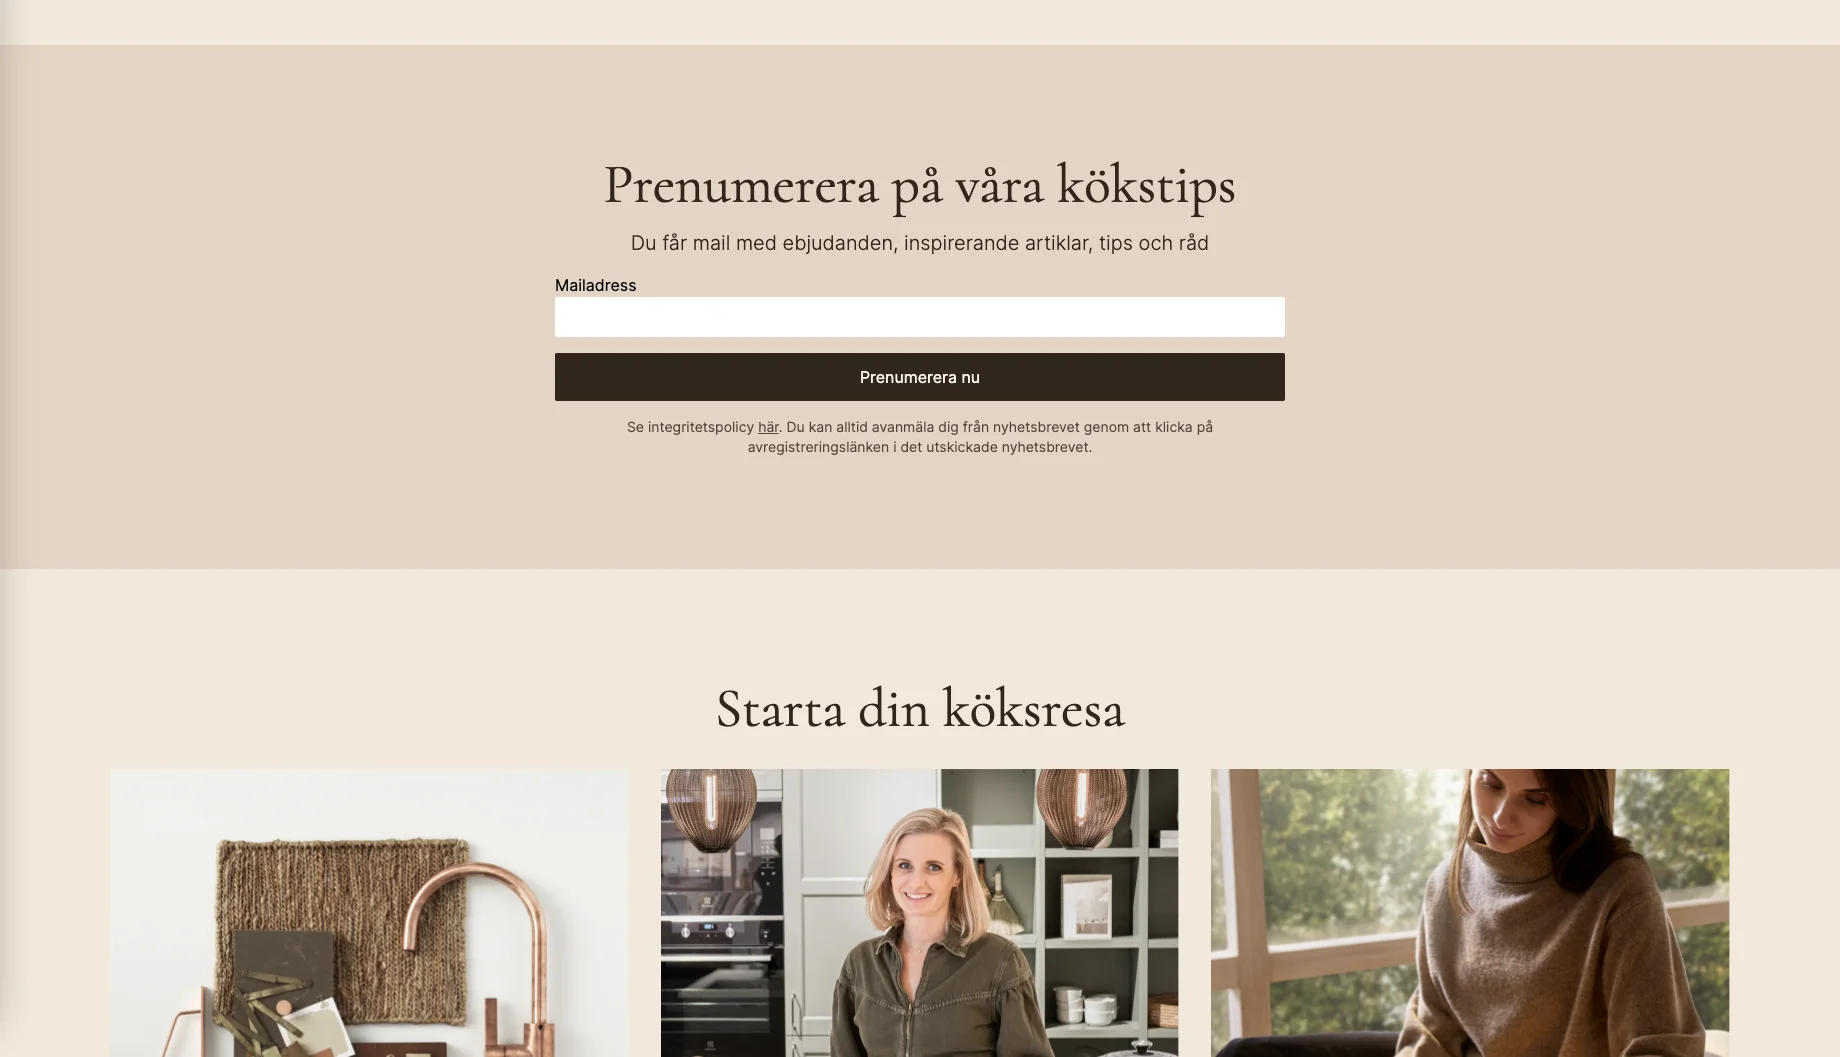 Prenumerera på våra kökstips
Du får mail med ebjudanden, inspirerande artiklar, tips och råd
Mailadress
Prenumerera nu
Se integritetspolicy här. Du kan alltid avanmäla dig från nyhetsbrevet genom att klicka på
avregistreringslänken i det utskickade nyhetsbrevet.
Starta din köksresa